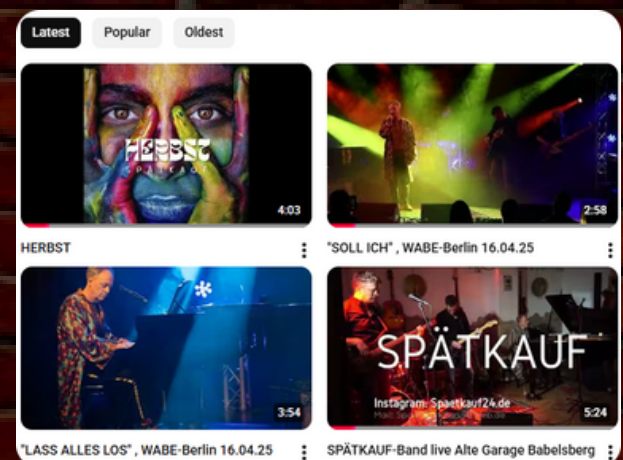 Latest Popular Oldest
HERBST
SPÄTKAUF
4:03
2:58
HERBST
"SOLL ICH" , WABE-Berlin 16.04.25
3:54
SPÄTKAUF
Instagram: Spaetkauf24.de
5:24
"LASS ALLES LOS" , WABE-Berlin 16.04.25
SPÄTKAUF-Band live Alte Garage Babelsberg